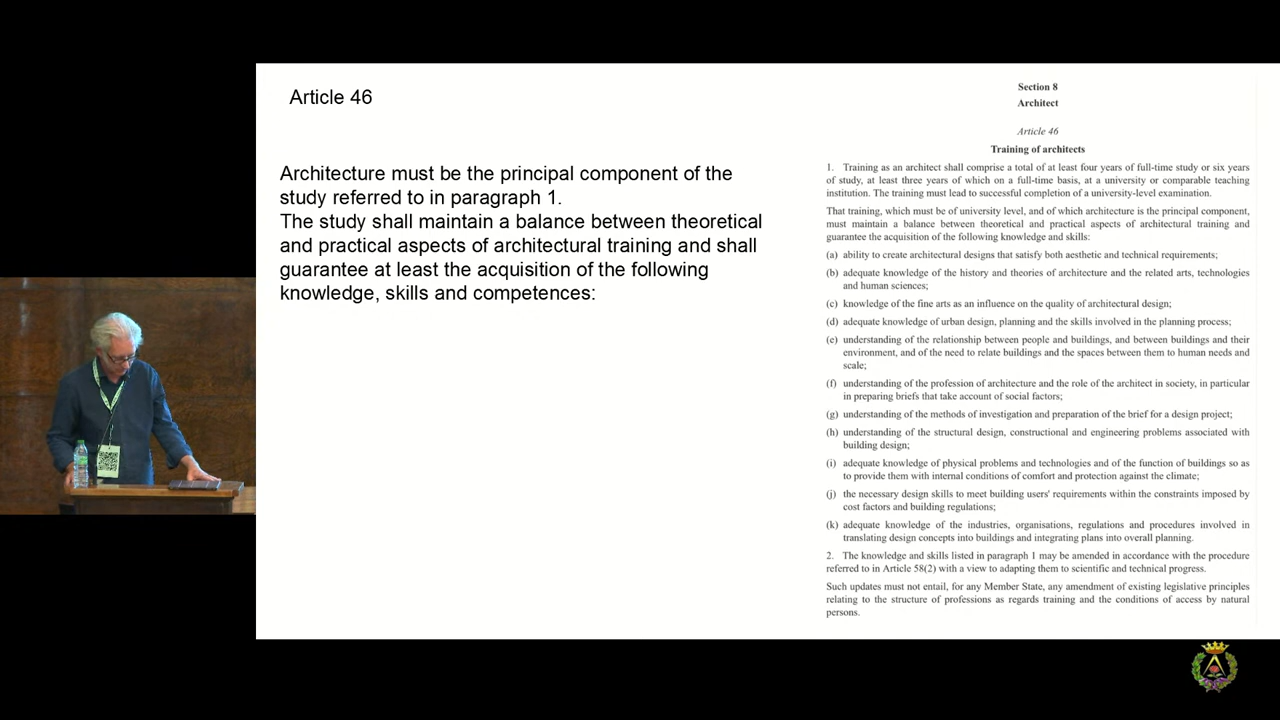 Article 46
Architecture must be the principal component of the
study referred to in paragraph 1.
The study shall maintain a balance between theoretical
and practical aspects of architectural training and shall
guarantee at least the acquisition of the following
knowledge, skills and competences:
Section 8
Architect
Article 46
Training of architects
1. Training as an architect shall comprise a total of at least four years of full-time study or six years
of study, at least three years of which on a full-time basis, at a university or comparable teaching
institution. The training must lead to successful completion of a university-level examination.
That training, which must be of university level, and of which architecture is the principal component,
must maintain a balance between theoretical and practical aspects of architectural training and
guarantee the acquisition of the following knowledge and skills:
(a) ability to create architectural designs that satisfy both aesthetic and technical requirements;
(b) adequate knowledge of the history and theories of architecture and the related arts, technologies
and human sciences;
(c) knowledge of the fine arts as an influence on the quality of architectural design;
(d) adequate knowledge of urban design, planning and the skills involved in the planning process;
(e) understanding of the relationship between people and buildings, and between buildings and their
environment, and of the need to relate buildings and the spaces between them to human needs and
scale;
(f) understanding of the profession of architecture and the role of the architect in society, in particular
in preparing briefs that take account of social factors;
(g) understanding of the methods of investigation and preparation of the brief for a design project;
(h) understanding of the structural design, constructional and engineering problems associated with
building design;
(i) adequate knowledge of physical problems and technologies and of the function of buildings so as
to provide them with internal conditions of comfort and protection against the climate;
(j) the necessary design skills to meet building users' requirements within the constraints imposed by
cost factors and building regulations;
(k) adequate knowledge of the industries, organisations, regulations and procedures involved in
translating design concepts into buildings and integrating plans into overall planning.
2. The knowledge and skills listed in paragraph 1 may be amended in accordance with the procedure
referred to in Article 58(2) with a view to adapting them to scientific and technical progress.
Such updates must not entail, for any Member State, any amendment of existing legislative principles
relating to the structure of professions as regards training and the conditions of access by natural
persons.